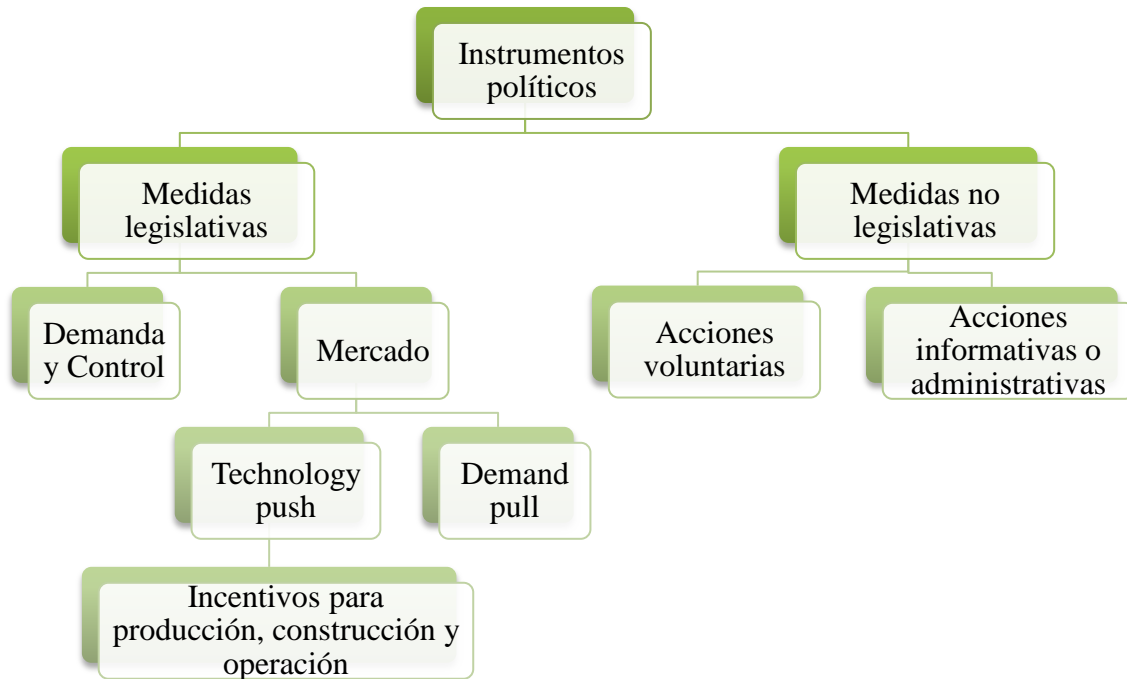 Instrumentos
políticos
Medidas
legislativas
Medidas no
legislativas
Demanda
y Control
Mercado
Acciones
voluntarias
Acciones
informativas o
administrativas
Technology
push
Demand
pull
Incentivos para
producción, construcción y
operación